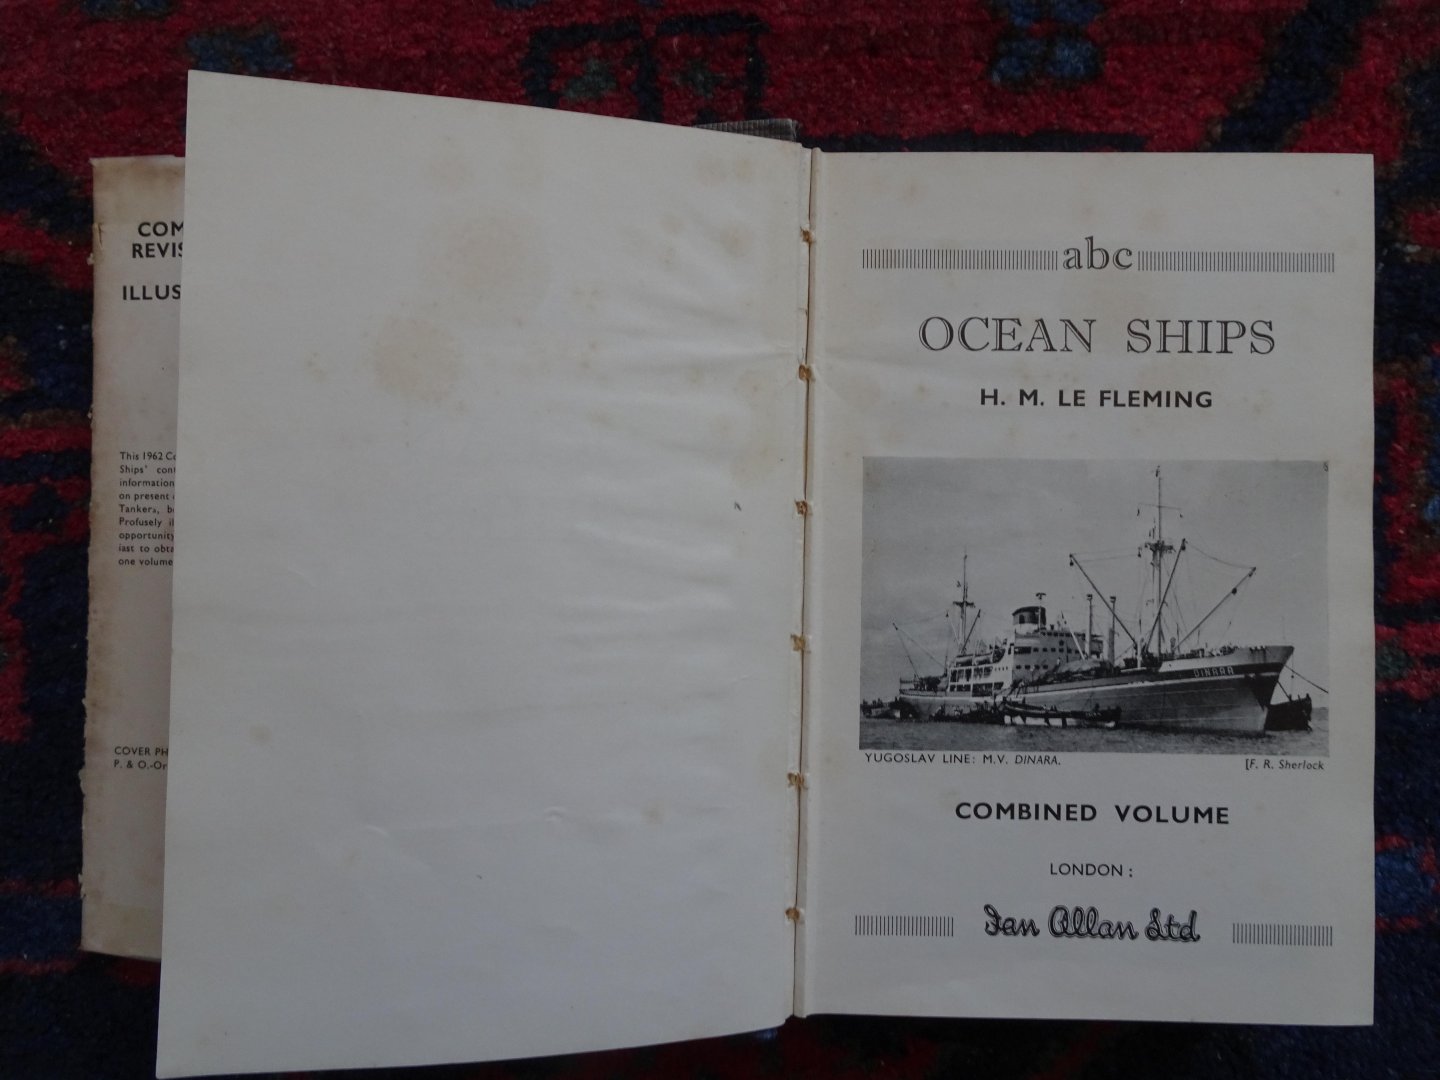 COM
REVIS
ILLUS
This 1962 Co
Ships' cont
information
on present
Tankers, b
Profusely il
opportunity
iast to obta
one volume
COVER PH
P. & O.-Or
abc
OCEAN SHIPS
H. M. LE FLEMING
DINARA
YUGOSLAV LINE: M.V. DINARA.
[F. R. Sherlock
COMBINED VOLUME
LONDON:
Ian Allan Ltd